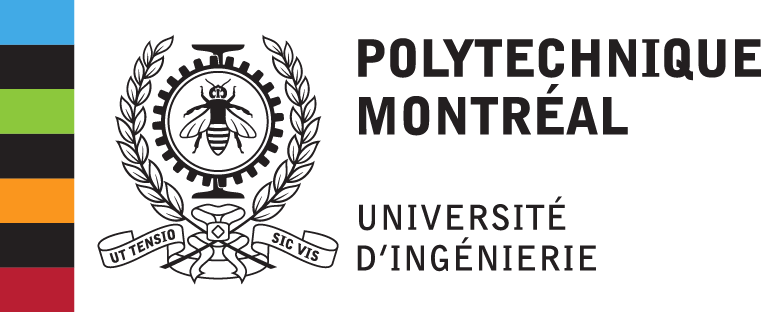 POLYTECHNIQUE
MONTRÉAL
UNIVERSITÉ
D'INGÉNIERIE
UT TENSIO
SIC VIS